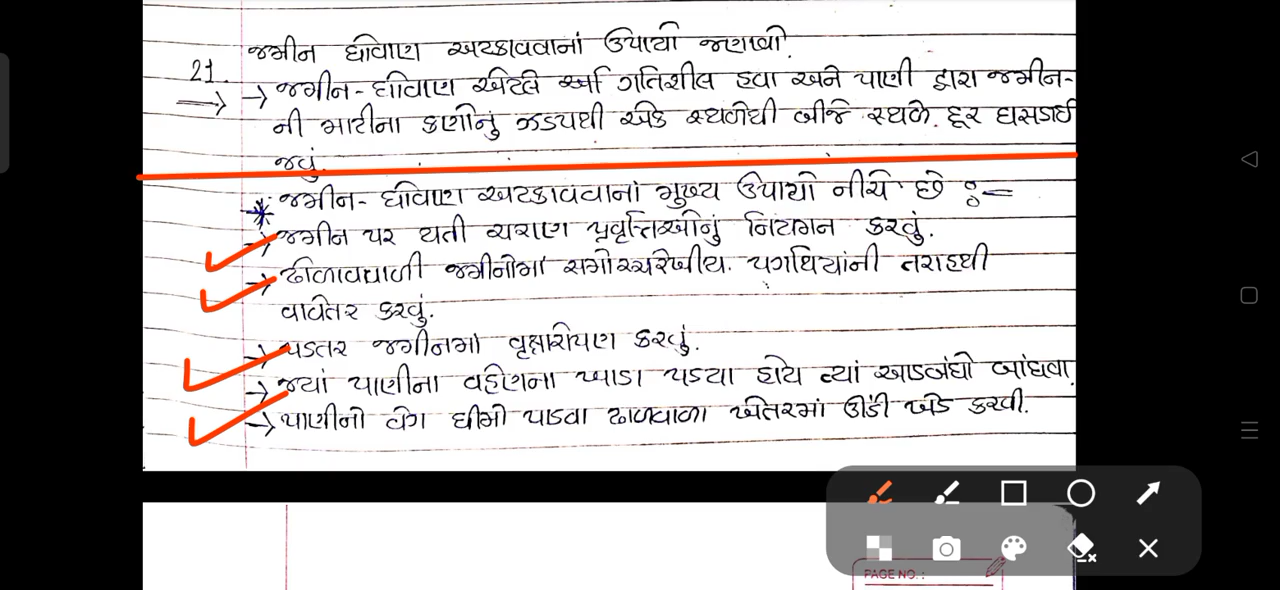 જમીન ધોવાણ અટકાવવાનાં ઉપાયો જણાવો.
21.
→ જમીન-ધોવાણ એટલે ર્ક્યા ગતિશીલ હવા અને પાણી દ્વારા જમીન-
ની માટીના કણોનું ઝડપથી એક સ્થળેથી બીજે સ્થળે. દૂર ઘસડાઈ
જવું.
* જમીન-ધોવાણ અટકાવવાનાં મુખ્ય ઉપાયો નીચે છે :=
→ જમીન પર થતી ચરાણ પ્રવૃત્તિઓનું નિયમન કરવું.
→ ઢોળાવવાળી જમીનોમાં સમોચ્ચરેખીય. પગથિયાંની તરાહથી
વાવેતર કરવું.
→ પડતર જમીનમાં વૃક્ષારોપણ કરવું.
→ જ્યાં પાણીના વહેણના ખાડા પડ્યા હોય ત્યાં આડબંધો બાંધવા.
→ પાણીનો વેગ ધીમો પાડવા ઢાળવાળા ખેતરમાં ઊંડી ખેડ કરવી.
PAGE NO.: